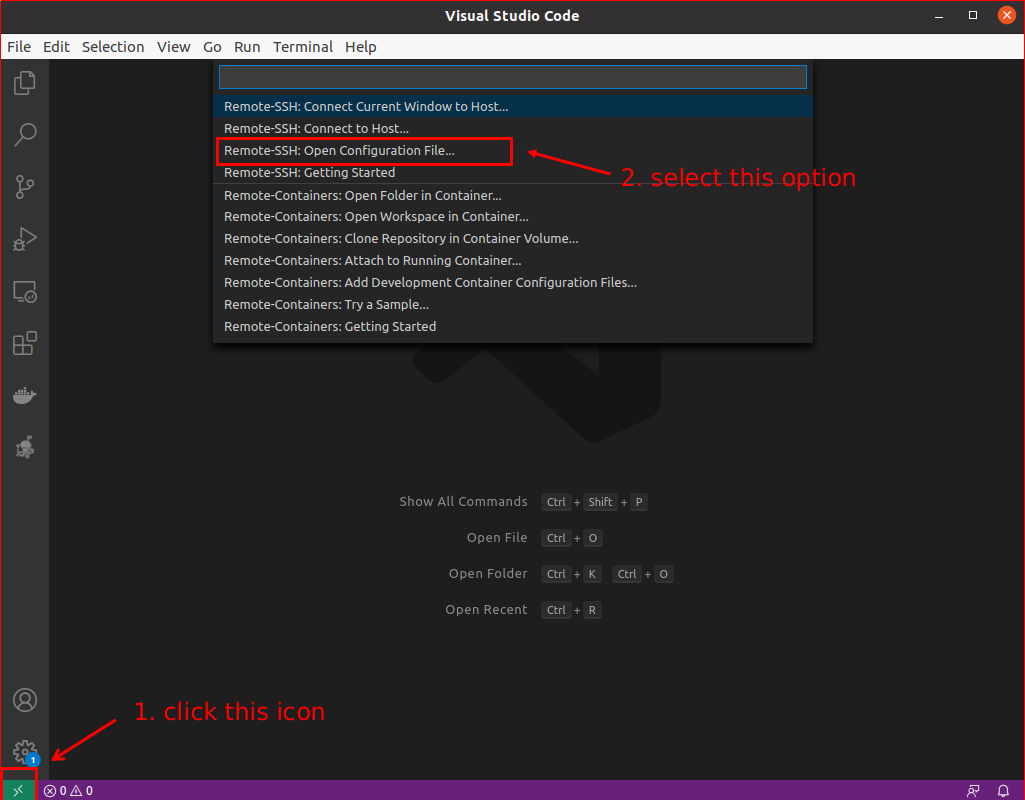 Visual Studio Code
File Edit Selection View Go Run Terminal Help
Remote-SSH: Connect Current Window to Host...
Remote-SSH: Connect to Host...
Remote-SSH: Open Configuration File...
2. select this option
Remote-SSH: Getting Started
Remote-Containers: Open Folder in Container...
Remote-Containers: Open Workspace in Container...
Remote-Containers: Clone Repository in Container Volume...
Remote-Containers: Attach to Running Container...
Remote-Containers: Add Development Container Configuration Files...
Remote-Containers: Try a Sample...
Remote-Containers: Getting Started
Show All Commands Ctrl + Shift + P
Open File Ctrl + O
Open Folder Ctrl + K Ctrl + O
Open Recent Ctrl + R
1. click this icon
1
0 0